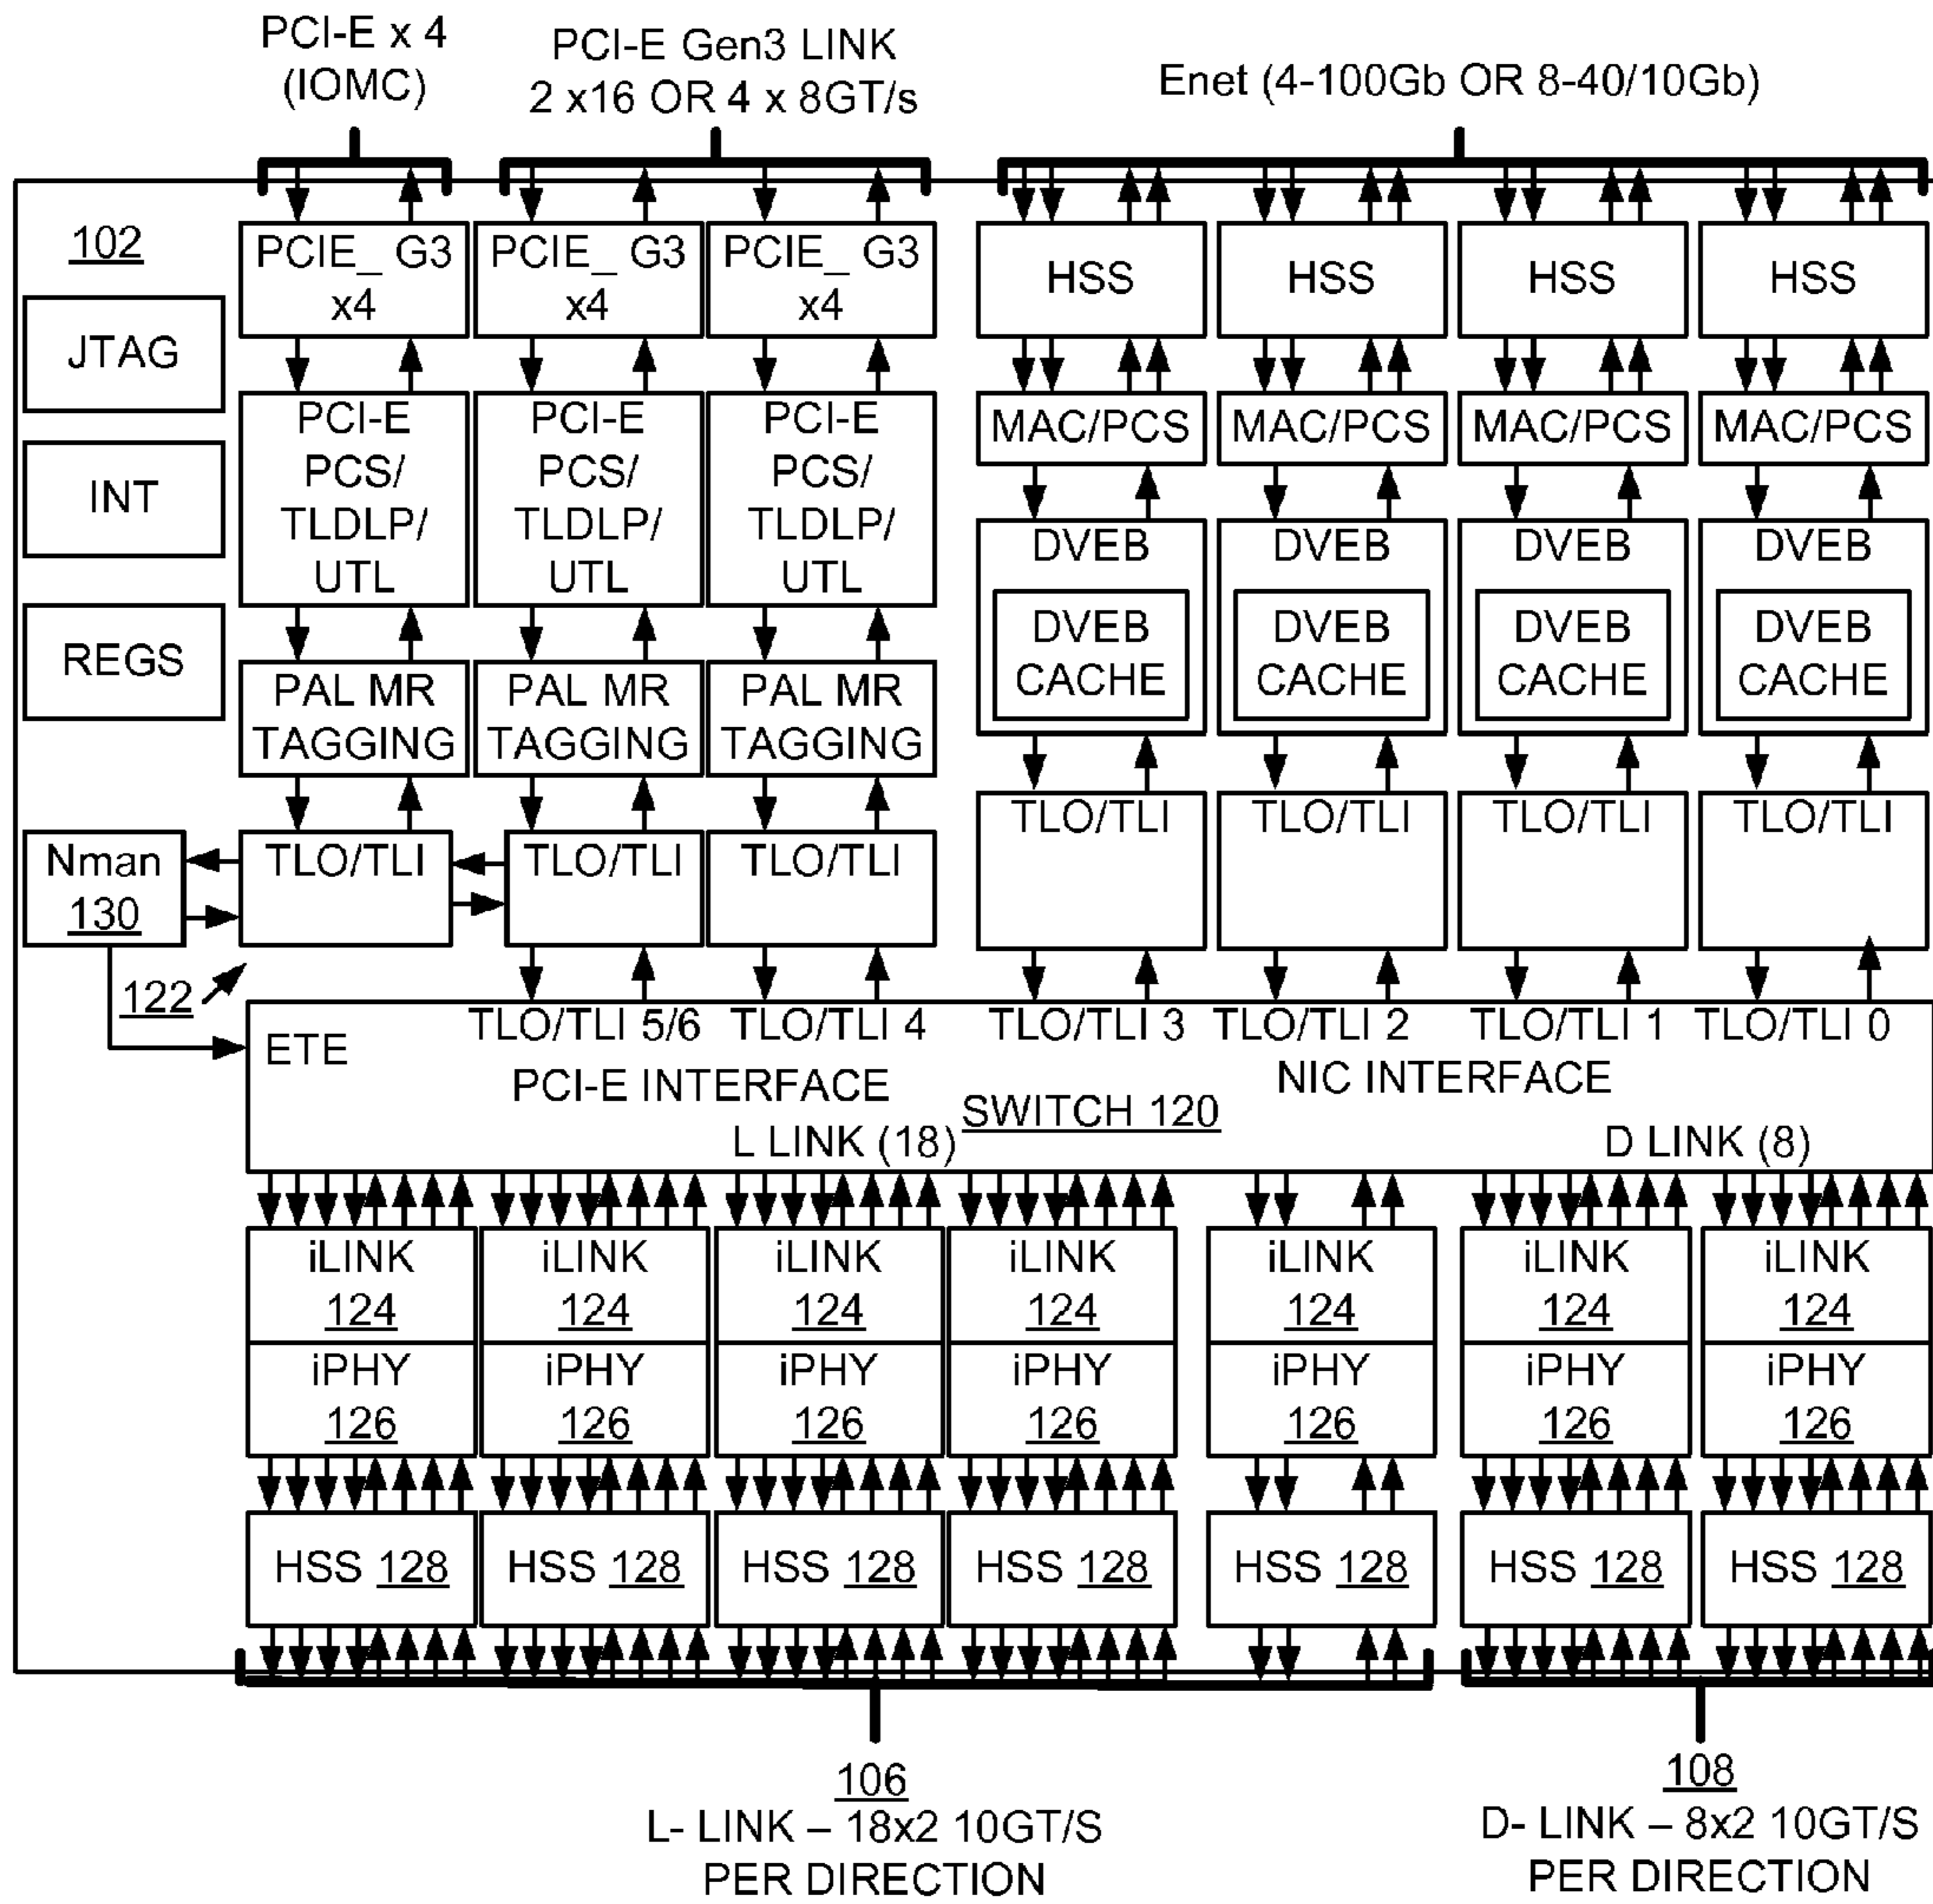 PCI-E x 4
(IOMC)
PCI-E Gen3 LINK
2 x16 OR 4 x 8GT/s
Enet (4-100Gb OR 8-40/10Gb)
102
JTAG
INT
REGS
PCIE_ G3
x4
PCIE_ G3
x4
PCIE_ G3
x4
HSS
HSS
HSS
HSS
PCI-E
PCS/
TLDLP/
UTL
PCI-E
PCS/
TLDLP/
UTL
PCI-E
PCS/
TLDLP/
UTL
MAC/PCS
MAC/PCS
MAC/PCS
MAC/PCS
DVEB
DVEB
CACHE
DVEB
DVEB
CACHE
DVEB
DVEB
CACHE
DVEB
DVEB
CACHE
PAL MR
TAGGING
PAL MR
TAGGING
PAL MR
TAGGING
Nman
130
TLO/TLI
TLO/TLI
TLO/TLI
TLO/TLI
TLO/TLI
TLO/TLI
TLO/TLI
122
ETE
TLO/TLI 5/6
TLO/TLI 4
TLO/TLI 3
TLO/TLI 2
TLO/TLI 1
TLO/TLI 0
PCI-E INTERFACE
NIC INTERFACE
SWITCH 120
L LINK (18)
D LINK (8)
iLINK
124
iPHY
126
iLINK
124
iPHY
126
iLINK
124
iPHY
126
iLINK
124
iPHY
126
iLINK
124
iPHY
126
iLINK
124
iPHY
126
iLINK
124
iPHY
126
HSS 128
HSS 128
HSS 128
HSS 128
HSS 128
HSS 128
HSS 128
106
L- LINK – 18x2 10GT/S
PER DIRECTION
108
D- LINK – 8x2 10GT/S
PER DIRECTION